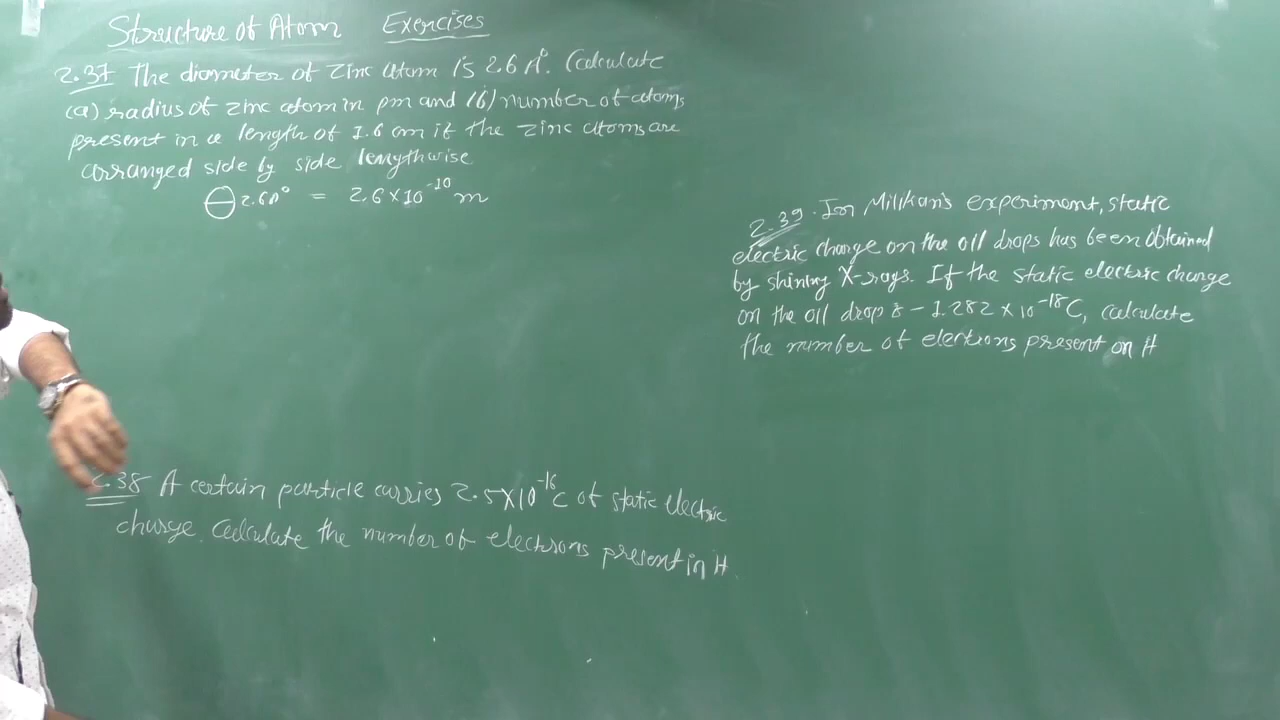 Structure of Atom Exercises
2.37 The diameter of zinc atom is 2.6 A°. Calculate
(a) radius of zinc atom in pm and (b) number of atoms
present in a length of 1.6 cm if the zinc atoms are
arranged side by side lengthwise
2.6A° = 2.6×10⁻¹⁰ m
2.38 A certain particle carries 2.5×10⁻¹⁶C of static electric
charge. Calculate the number of electrons present in it.
2.39. In Milikan's experiment, static
electric charge on the oil drops has been obtained
by shining X-rays. If the static electric charge
on the oil drop is -1.282 × 10⁻¹⁸C, calculate
the number of electrons present on it